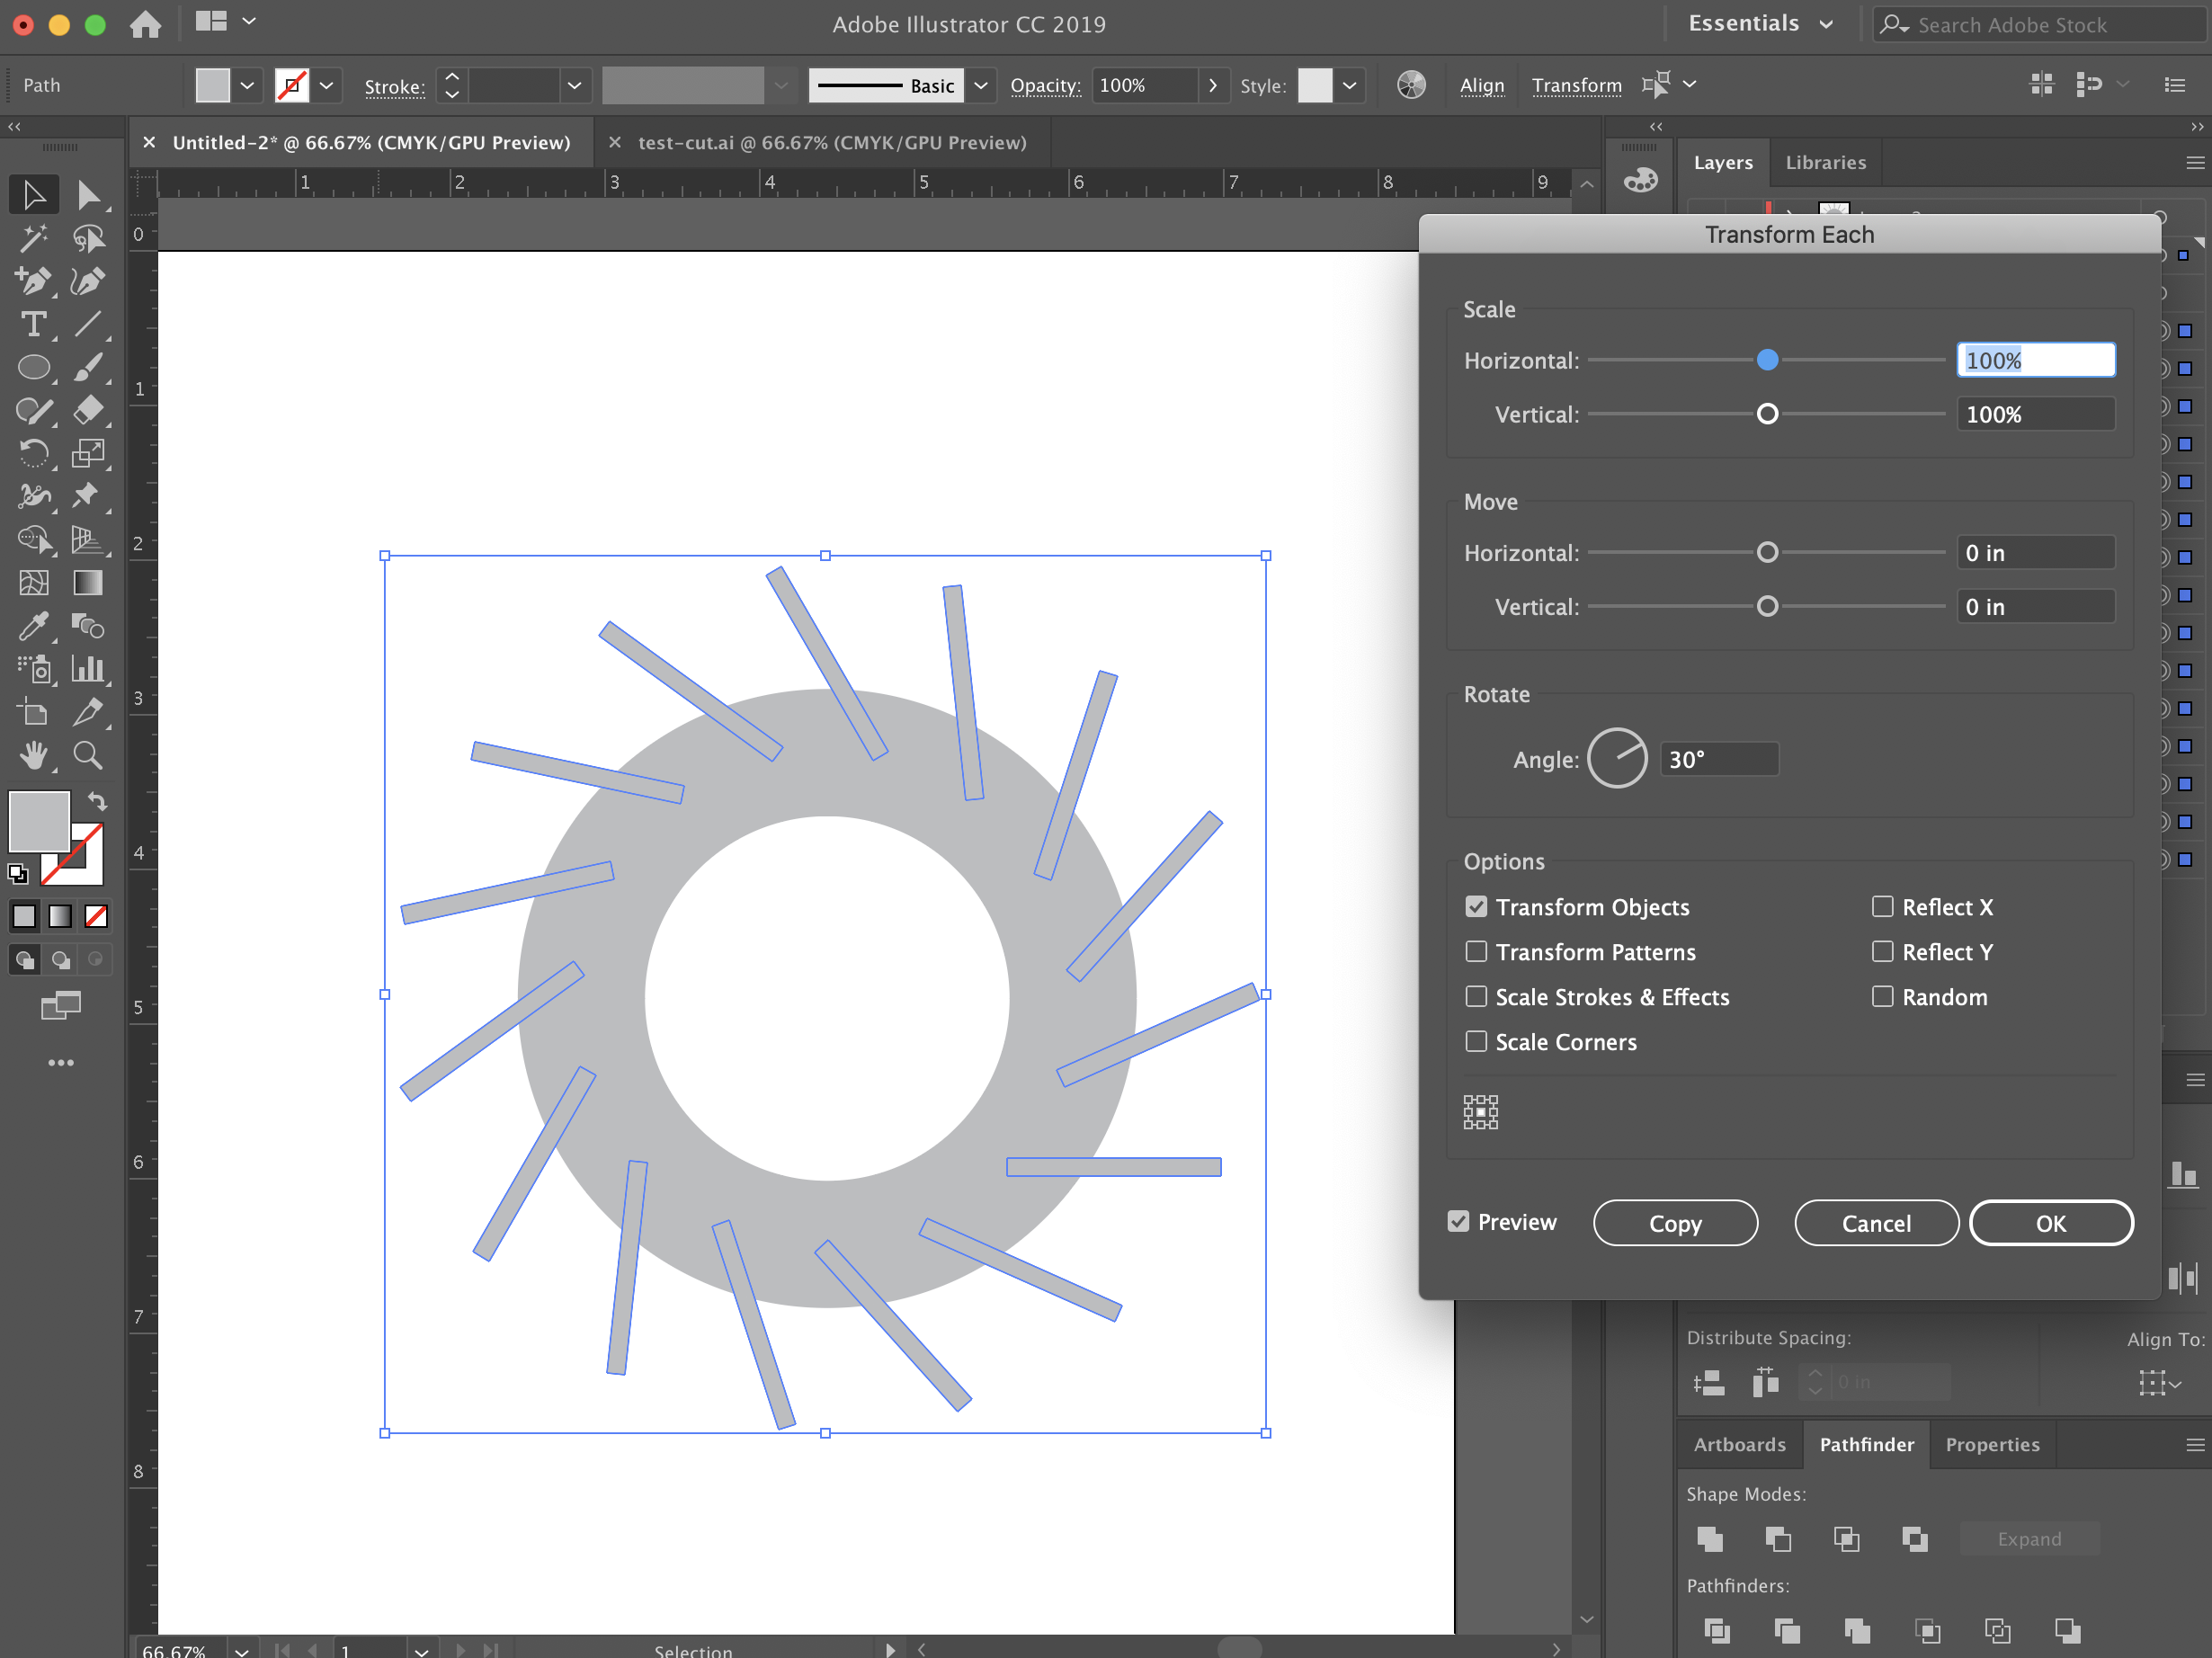 Adobe Illustrator CC 2019
Essentials
Search Adobe Stock
Path
Stroke:
Basic
Opacity: 100%
Style:
Align
Transform
Untitled-2* @ 66.67% (CMYK/GPU Preview)
test-cut.ai @ 66.67% (CMYK/GPU Preview)
Layers
Libraries
1 2 3 4 5 6 7 8 9
0
1
2
3
4
5
6
7
8
Transform Each
Scale
Horizontal: 100%
Vertical: 100%
Move
Horizontal: 0 in
Vertical: 0 in
Rotate
Angle: 30°
Options
Transform Objects
Reflect X
Transform Patterns
Reflect Y
Scale Strokes & Effects
Random
Scale Corners
Preview
Copy
Cancel
OK
Distribute Spacing:
Align To:
0 in
Artboards
Pathfinder
Properties
Shape Modes:
Expand
Pathfinders:
66.67%
1
Selection